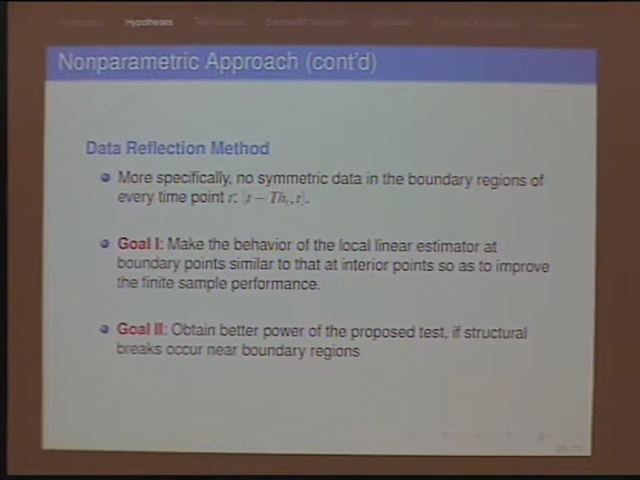 Hypotheses
Nonparametric Approach (cont'd)
Data Reflection Method
More specifically, no symmetric data in the boundary regions of
every time point
Goal I: Make the behavior of the local linear estimator at
boundary points similar to that at interior points so as to improve
the finite sample performance.
Goal II: Obtain better power of the proposed test, if structural
breaks occur near boundary regions